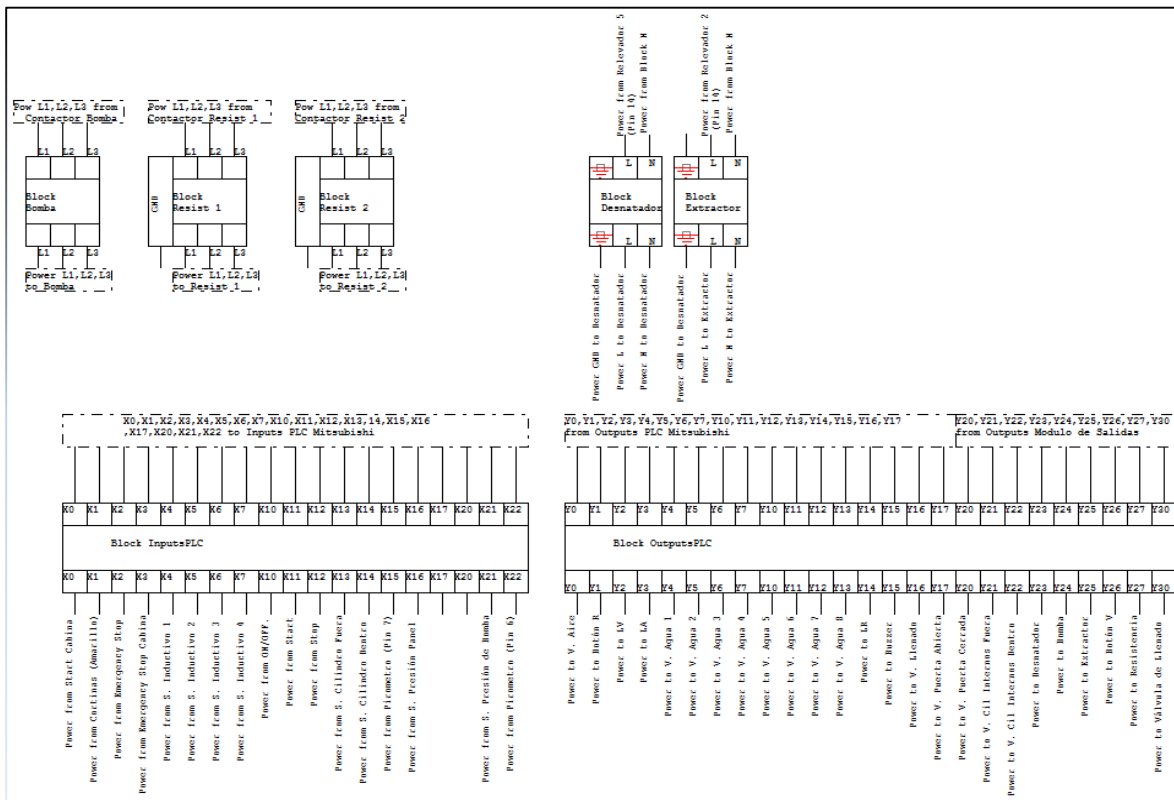 Pow L1,L2,L3 from
Contactor Bomba
L1 L2 L3
Block
Bomba
L1 L2 L3
Power L1,L2,L3
to Bomba
Pow L1,L2,L3 from
Contactor Resist 1
L1 L2 L3
GND
Block
Resist 1
L1 L2 L3
Power L1,L2,L3
to Resist 1
Pow L1,L2,L3 from
Contactor Resist 2
L1 L2 L3
GND
Block
Resist 2
L1 L2 L3
Power L1,L2,L3
to Resist 2
Power from Relevador 5
(Pin 14)
Power from Block N
L N
Block
Desnatador
L N
Power GND to Desnatador
Power L to Desnatador
Power N to Desnatador
Power from Relevador 2
(Pin 14)
Power from Block N
L N
Block
Extractor
L N
Power GND to Desnatador
Power L to Extractor
Power N to Extractor
X0,X1,X2,X3,X4,X5,X6,X7,X10,X11,X12,X13,14,X15,X16
,X17,X20,X21,X22 to Inputs PLC Mitsubishi
X0 X1 X2 X3 X4 X5 X6 X7 X10 X11 X12 X13 X14 X15 X16 X17 X20 X21 X22
Block InputsPLC
X0 X1 X2 X3 X4 X5 X6 X7 X10 X11 X12 X13 X14 X15 X16 X17 X20 X21 X22
Power from Start Cabina
Power from Cortinas (Amarillo)
Power from Emergency Stop
Power from Emergency Stop Cabina
Power from S. Inductivo 1
Power from S. Inductivo 2
Power from S. Inductivo 3
Power from S. Inductivo 4
Power from ON/OFF.
Power from Start
Power from Stop
Power from S. Cilindro Fuera
Power from S. Cilindro Dentro
Power from Pirometro (Pin 7)
Power from S. Presión Panel
Power from S. Presión de Bomba
Power from Pirometro (Pin 6)
Y0,Y1,Y2,Y3,Y4,Y5,Y6,Y7,Y10,Y11,Y12,Y13,Y14,Y15,Y16,Y17
from Outputs PLC Mitsubishi
Y20,Y21,Y22,Y23,Y24,Y25,Y26,Y27,Y30
from Outputs Modulo de Salidas
Y0 Y1 Y2 Y3 Y4 Y5 Y6 Y7 Y10 Y11 Y12 Y13 Y14 Y15 Y16 Y17 Y20 Y21 Y22 Y23 Y24 Y25 Y26 Y27 Y30
Block OutputsPLC
Y0 Y1 Y2 Y3 Y4 Y5 Y6 Y7 Y10 Y11 Y12 Y13 Y14 Y15 Y16 Y17 Y20 Y21 Y22 Y23 Y24 Y25 Y26 Y27 Y30
Power to V. Aire
Power to Botón R
Power to LV
Power to LA
Power to V. Agua 1
Power to V. Agua 2
Power to V. Agua 3
Power to V. Agua 4
Power to V. Agua 5
Power to V. Agua 6
Power to V. Agua 7
Power to V. Agua 8
Power to LR
Power to Buzzer
Power to V. Llenado
Power to V. Puerta Abierta
Power to V. Puerta Cerrada
Power to V. Cil Internos Fuera
Power to V. Cil Internos Dentro
Power to Desnatador
Power to Bomba
Power to Extractor
Power to Botón V
Power to Resistencia
Power to Válvula de Llenado